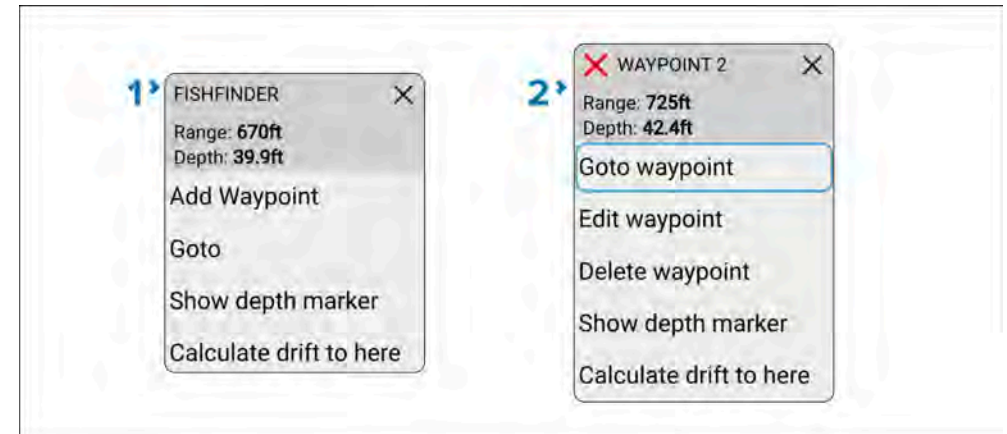 1
FISHFINDER
Range: 670ft
Depth: 39.9ft
Add Waypoint
Goto
Show depth marker
Calculate drift to here
2
WAYPOINT 2
Range: 725ft
Depth: 42.4ft
Goto waypoint
Edit waypoint
Delete waypoint
Show depth marker
Calculate drift to here